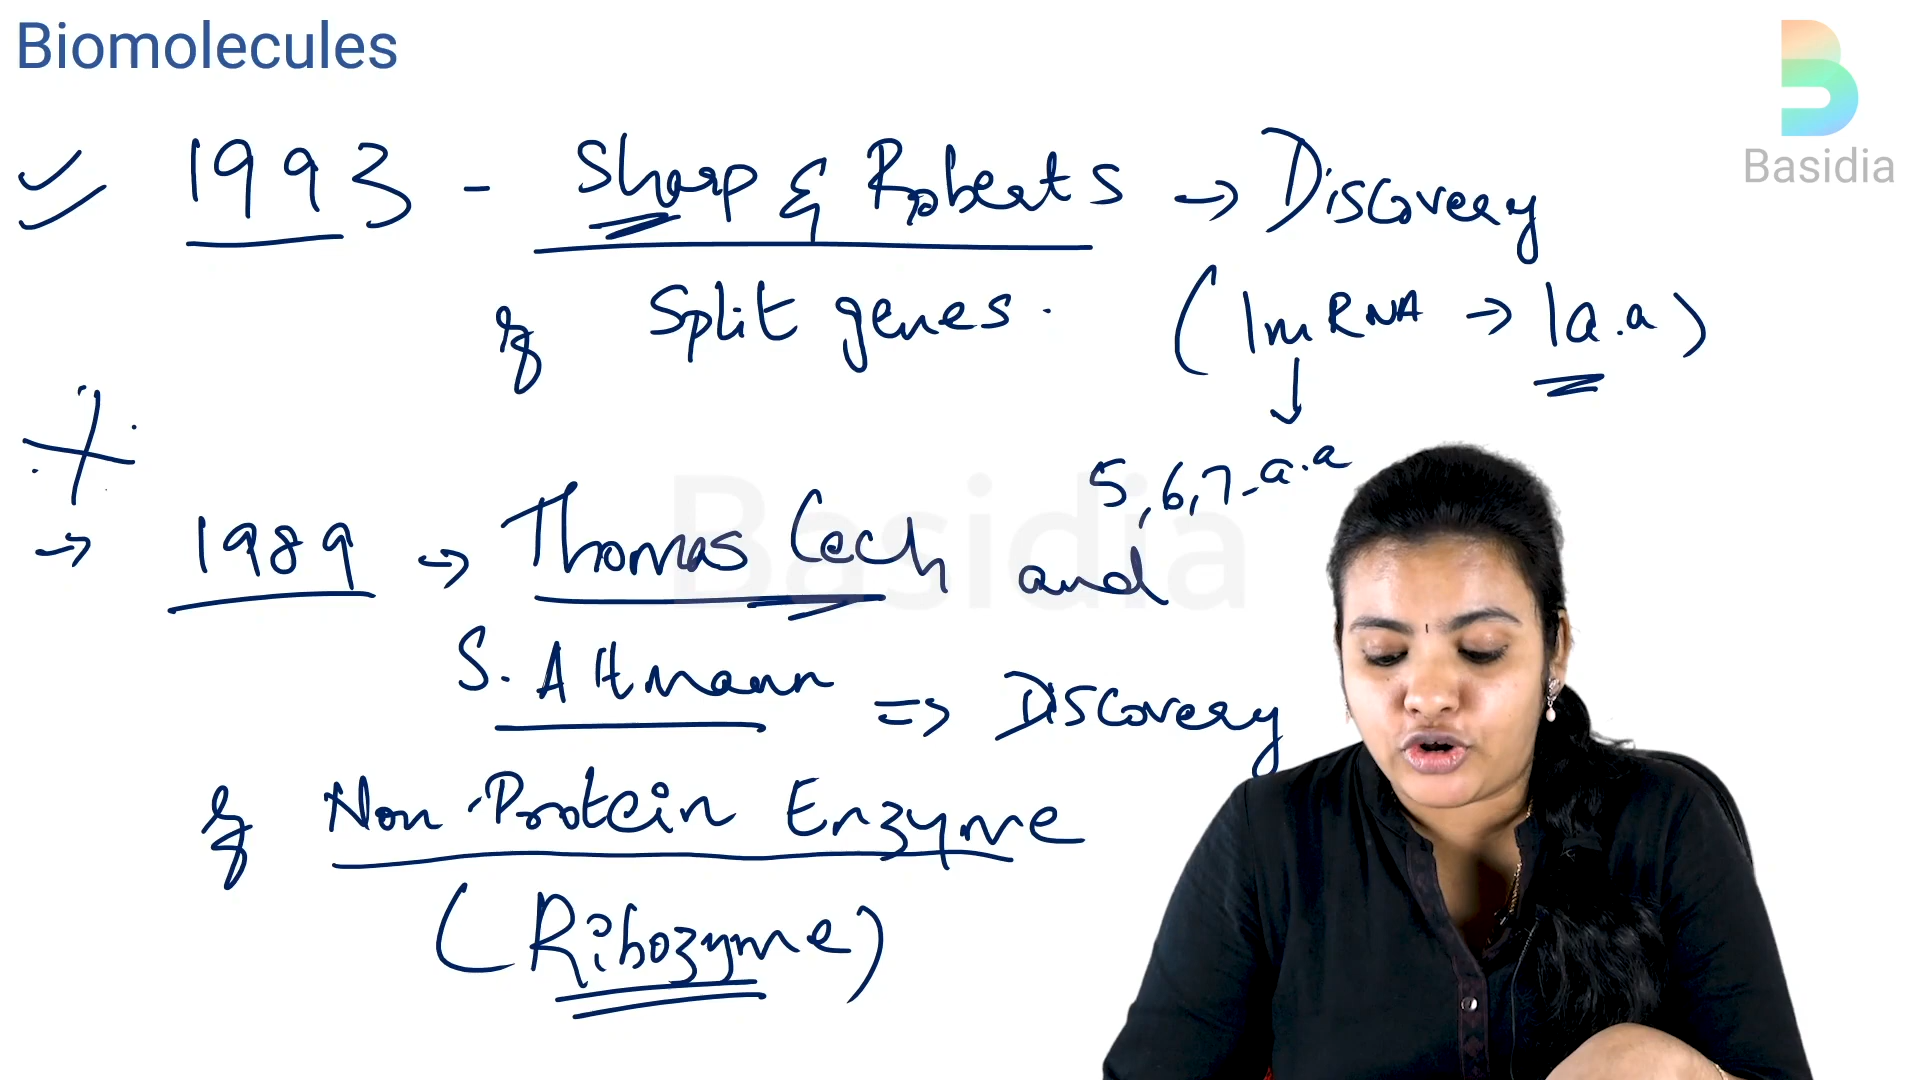 Biomolecules
Basidia
1993 - Sharp & Roberts → Discovery
of Split genes. (1mRNA → 1a.a)
↓
5,6,7-a.a
→ 1989 → Thomas Cech and
S. Altmann => Discovery
of Non-Protein Enzyme
(Ribozyme)
Basidia